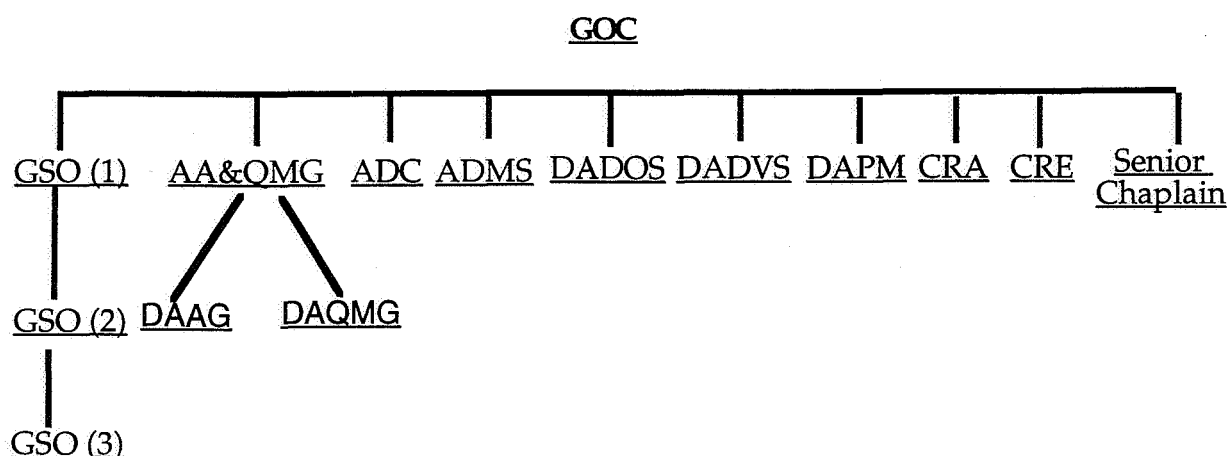 GOC
GSO (1) AA&QMG ADC ADMS DADOS DADVS DAPM CRA CRE Senior
Chaplain
GSO (2) DAAG DAQMG
GSO (3)